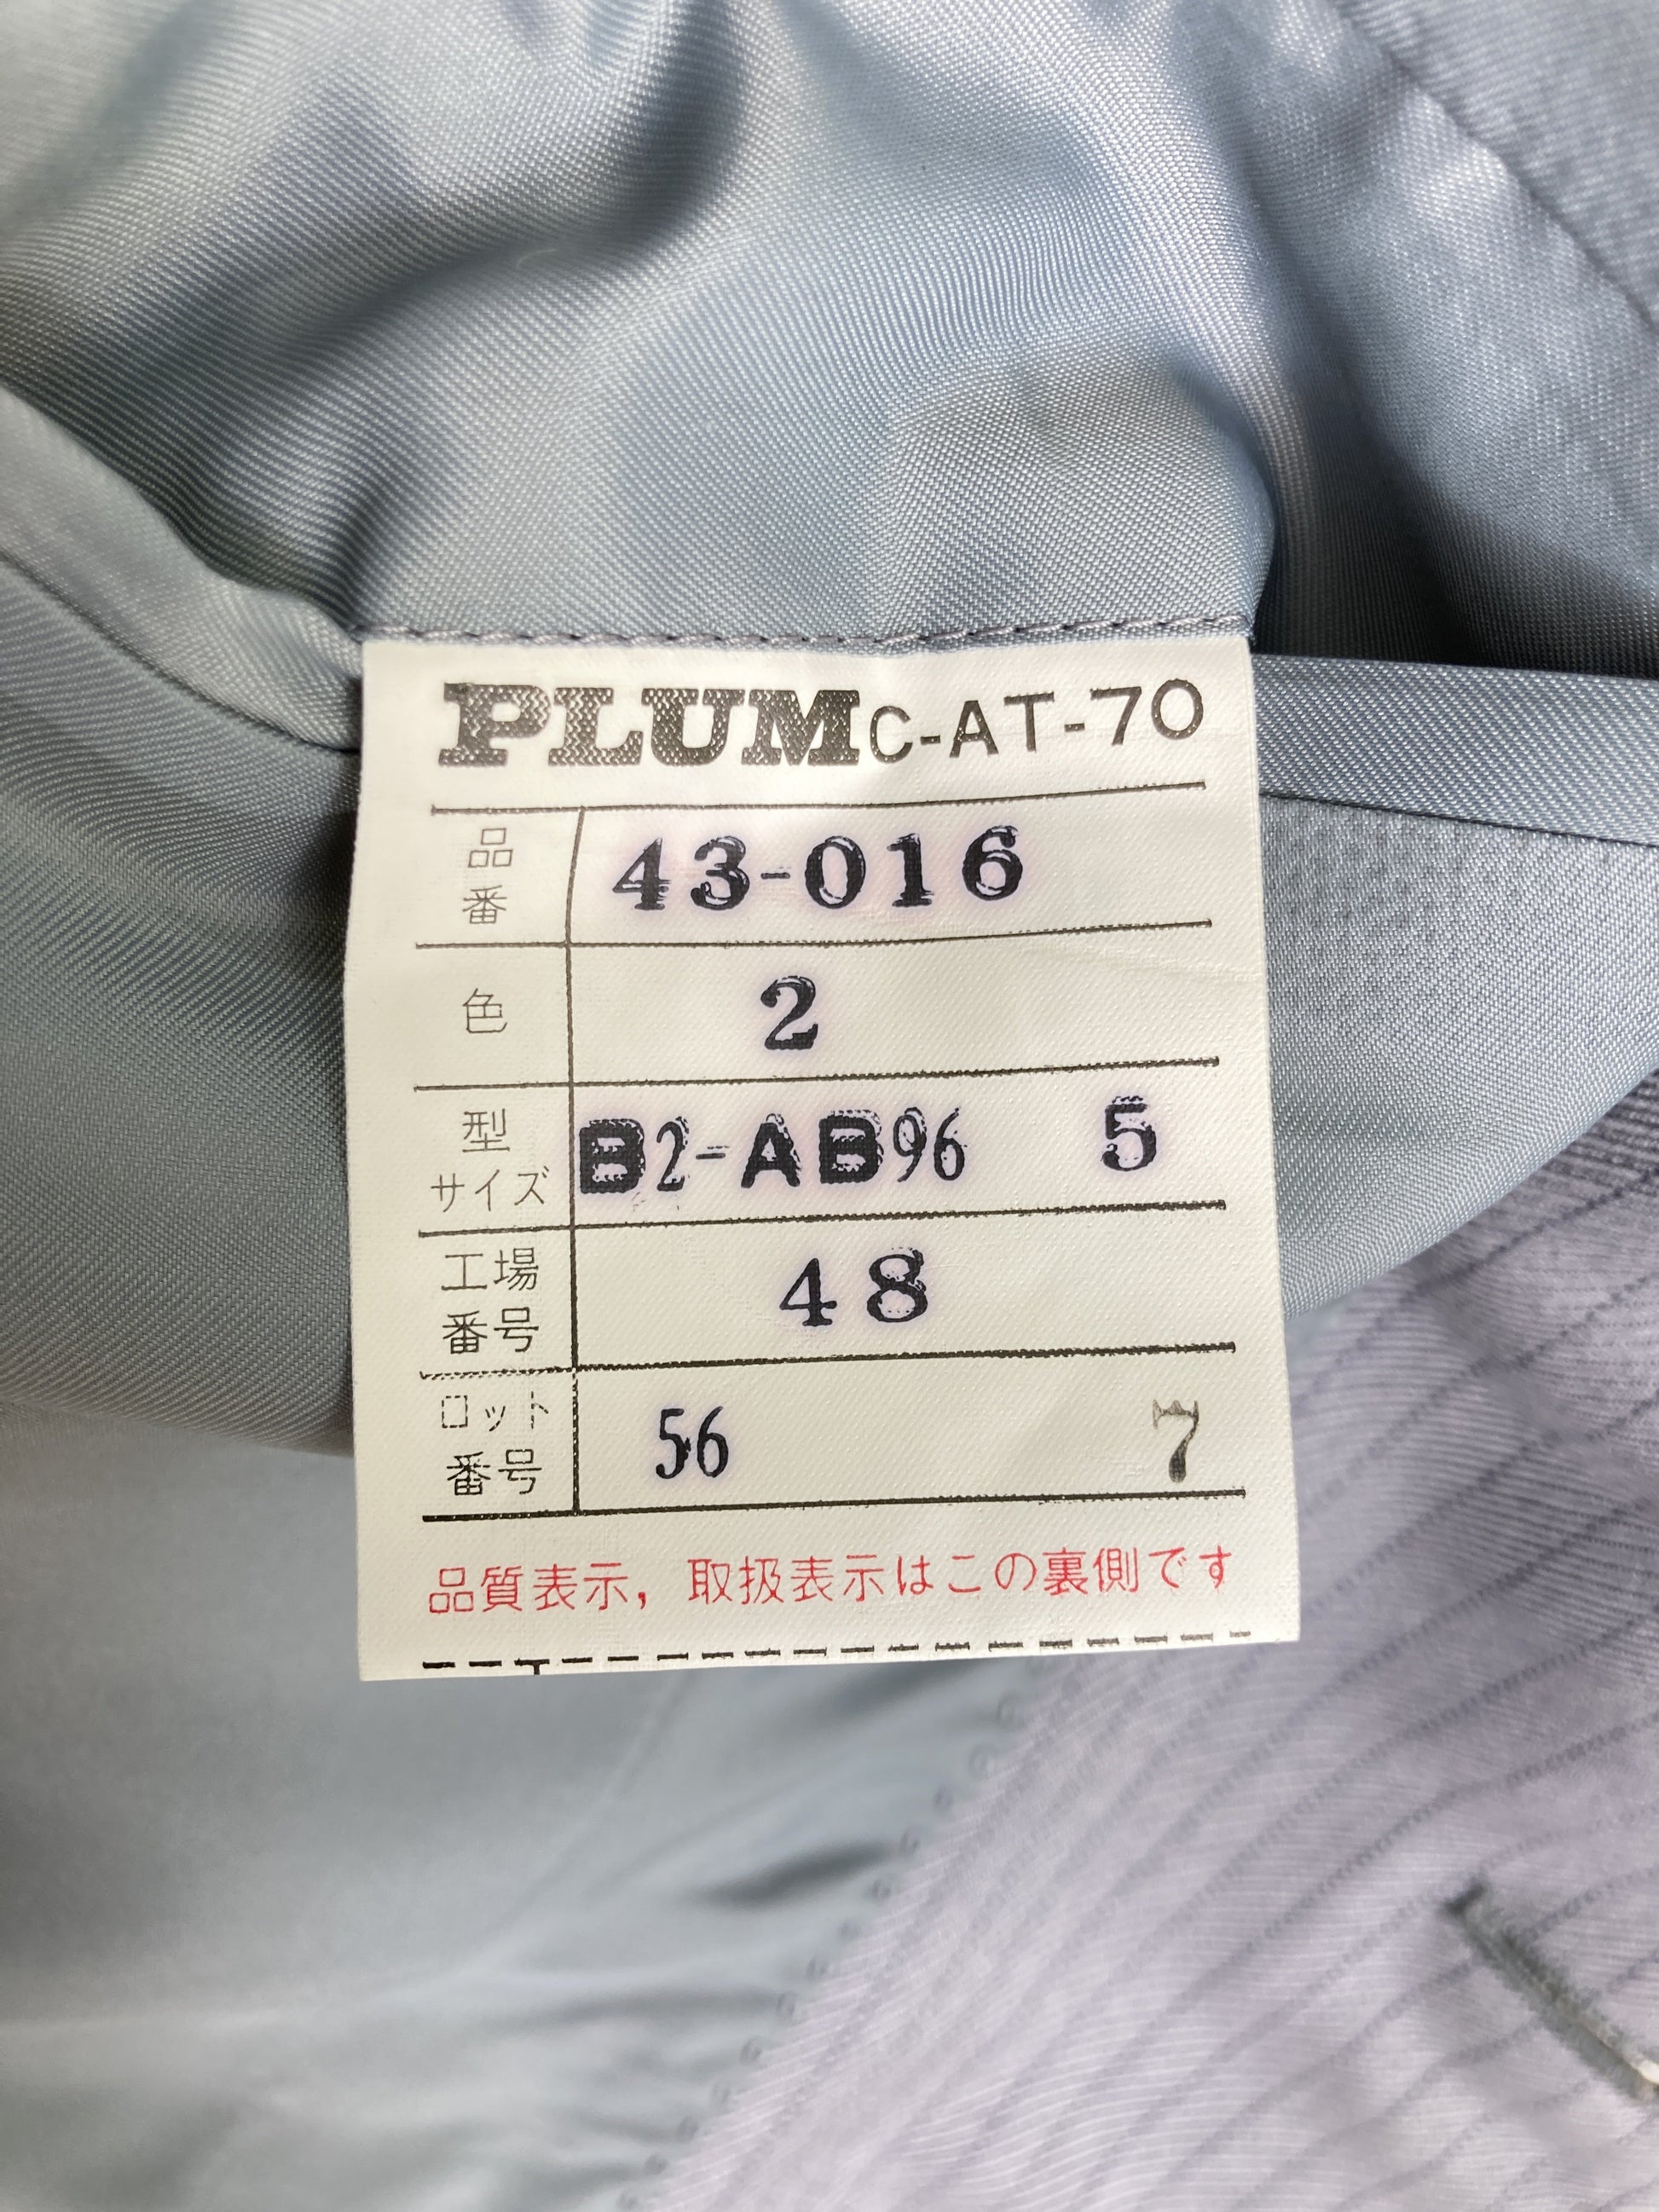 PLUM C-AT-70
品番 43-016
色 2
型サイズ B2-AB96 5
工場番号 48
ロット番号 56 7
品質表示，取扱表示はこの裏側です